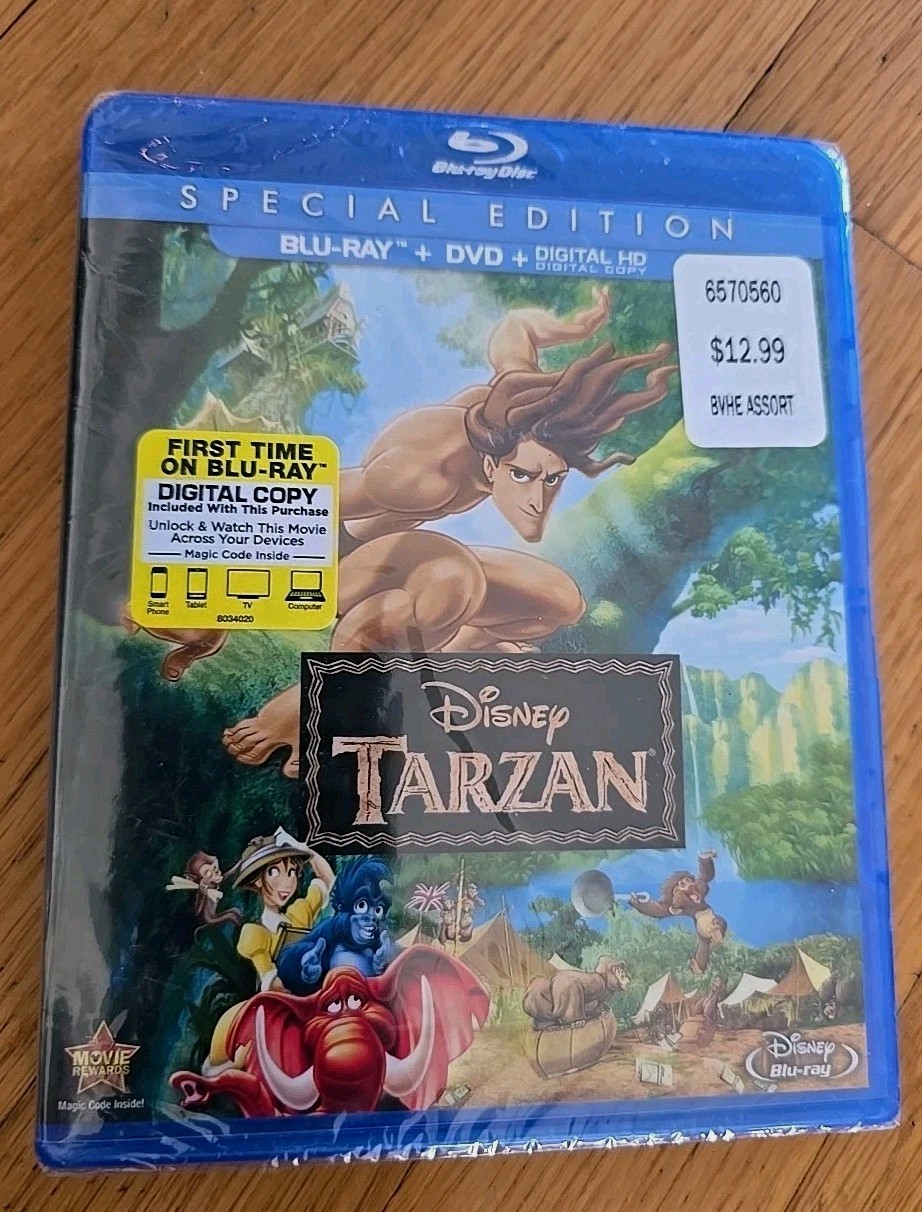 Blu-ray Disc
SPECIAL EDITION
BLU-RAY™ + DVD + DIGITAL HD
DIGITAL COPY
6570560
$12.99
BVHE ASSORT
FIRST TIME
ON BLU-RAY™
DIGITAL COPY
Included With This Purchase
Unlock & Watch This Movie
Across Your Devices
Magic Code Inside
Smart Phone
Tablet
TV
Computer
8034020
Disney
TARZAN®
MOVIE
REWARDS
Magic Code Inside!
Disney
Blu-ray